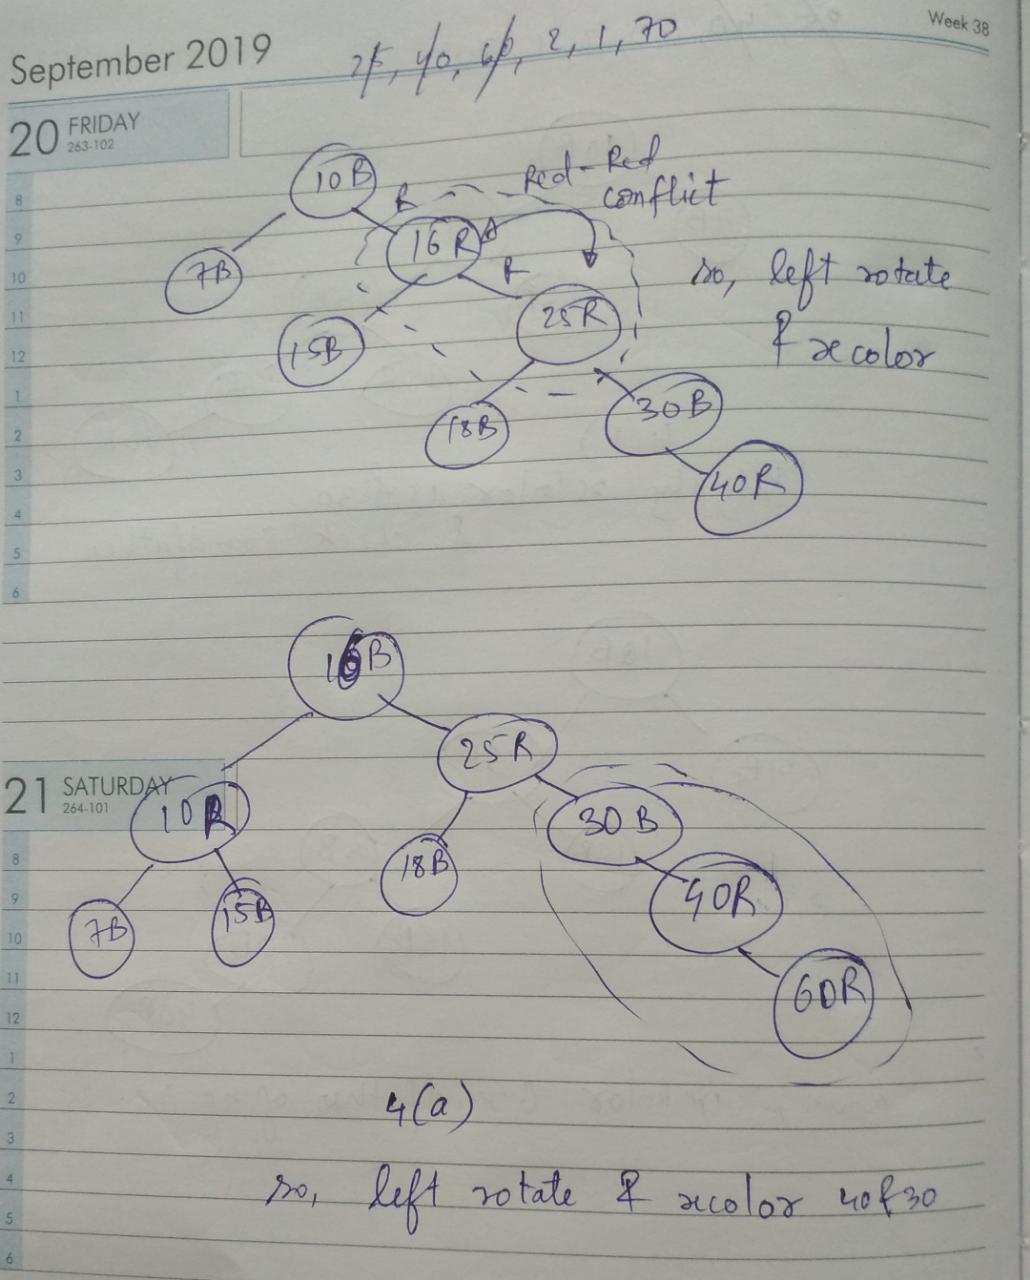 Week 38
September 2019
25, 40, 60, 2, 1, 70
20 FRIDAY
263-102
10B
R
Red-Red
conflict
7B
16R
R
so, left rotate
& recolor
15B
25R
18B
30B
40R
8
9
10
11
12
1
2
3
4
5
6
16B
25R
21 SATURDAY
264-101
10R
30B
18B
40R
7B
15B
60R
8
9
10
11
12
1
2
3
4
5
6
4(a)
so, left rotate & recolor 40 & 30